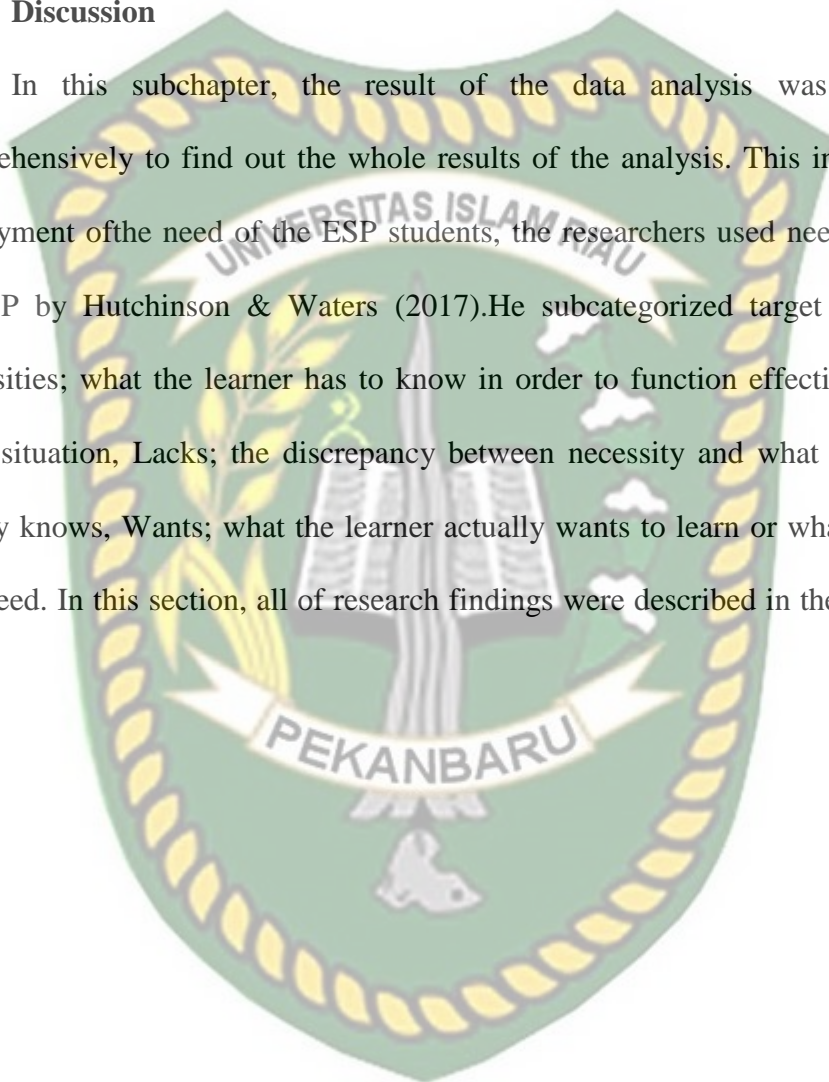 Discussion
In this subchapter, the result of the data analysis was
ehensively to find out the whole results of the analysis. This in
yment ofthe need of the ESP students, the researchers used nee
P by Hutchinson & Waters (2017).He subcategorized target
sities; what the learner has to know in order to function effecti
situation, Lacks; the discrepancy between necessity and what
y knows, Wants; what the learner actually wants to learn or wha
eed. In this section, all of research findings were described in the
UNIVERSITAS ISLAM RIAU
PEKANBARU